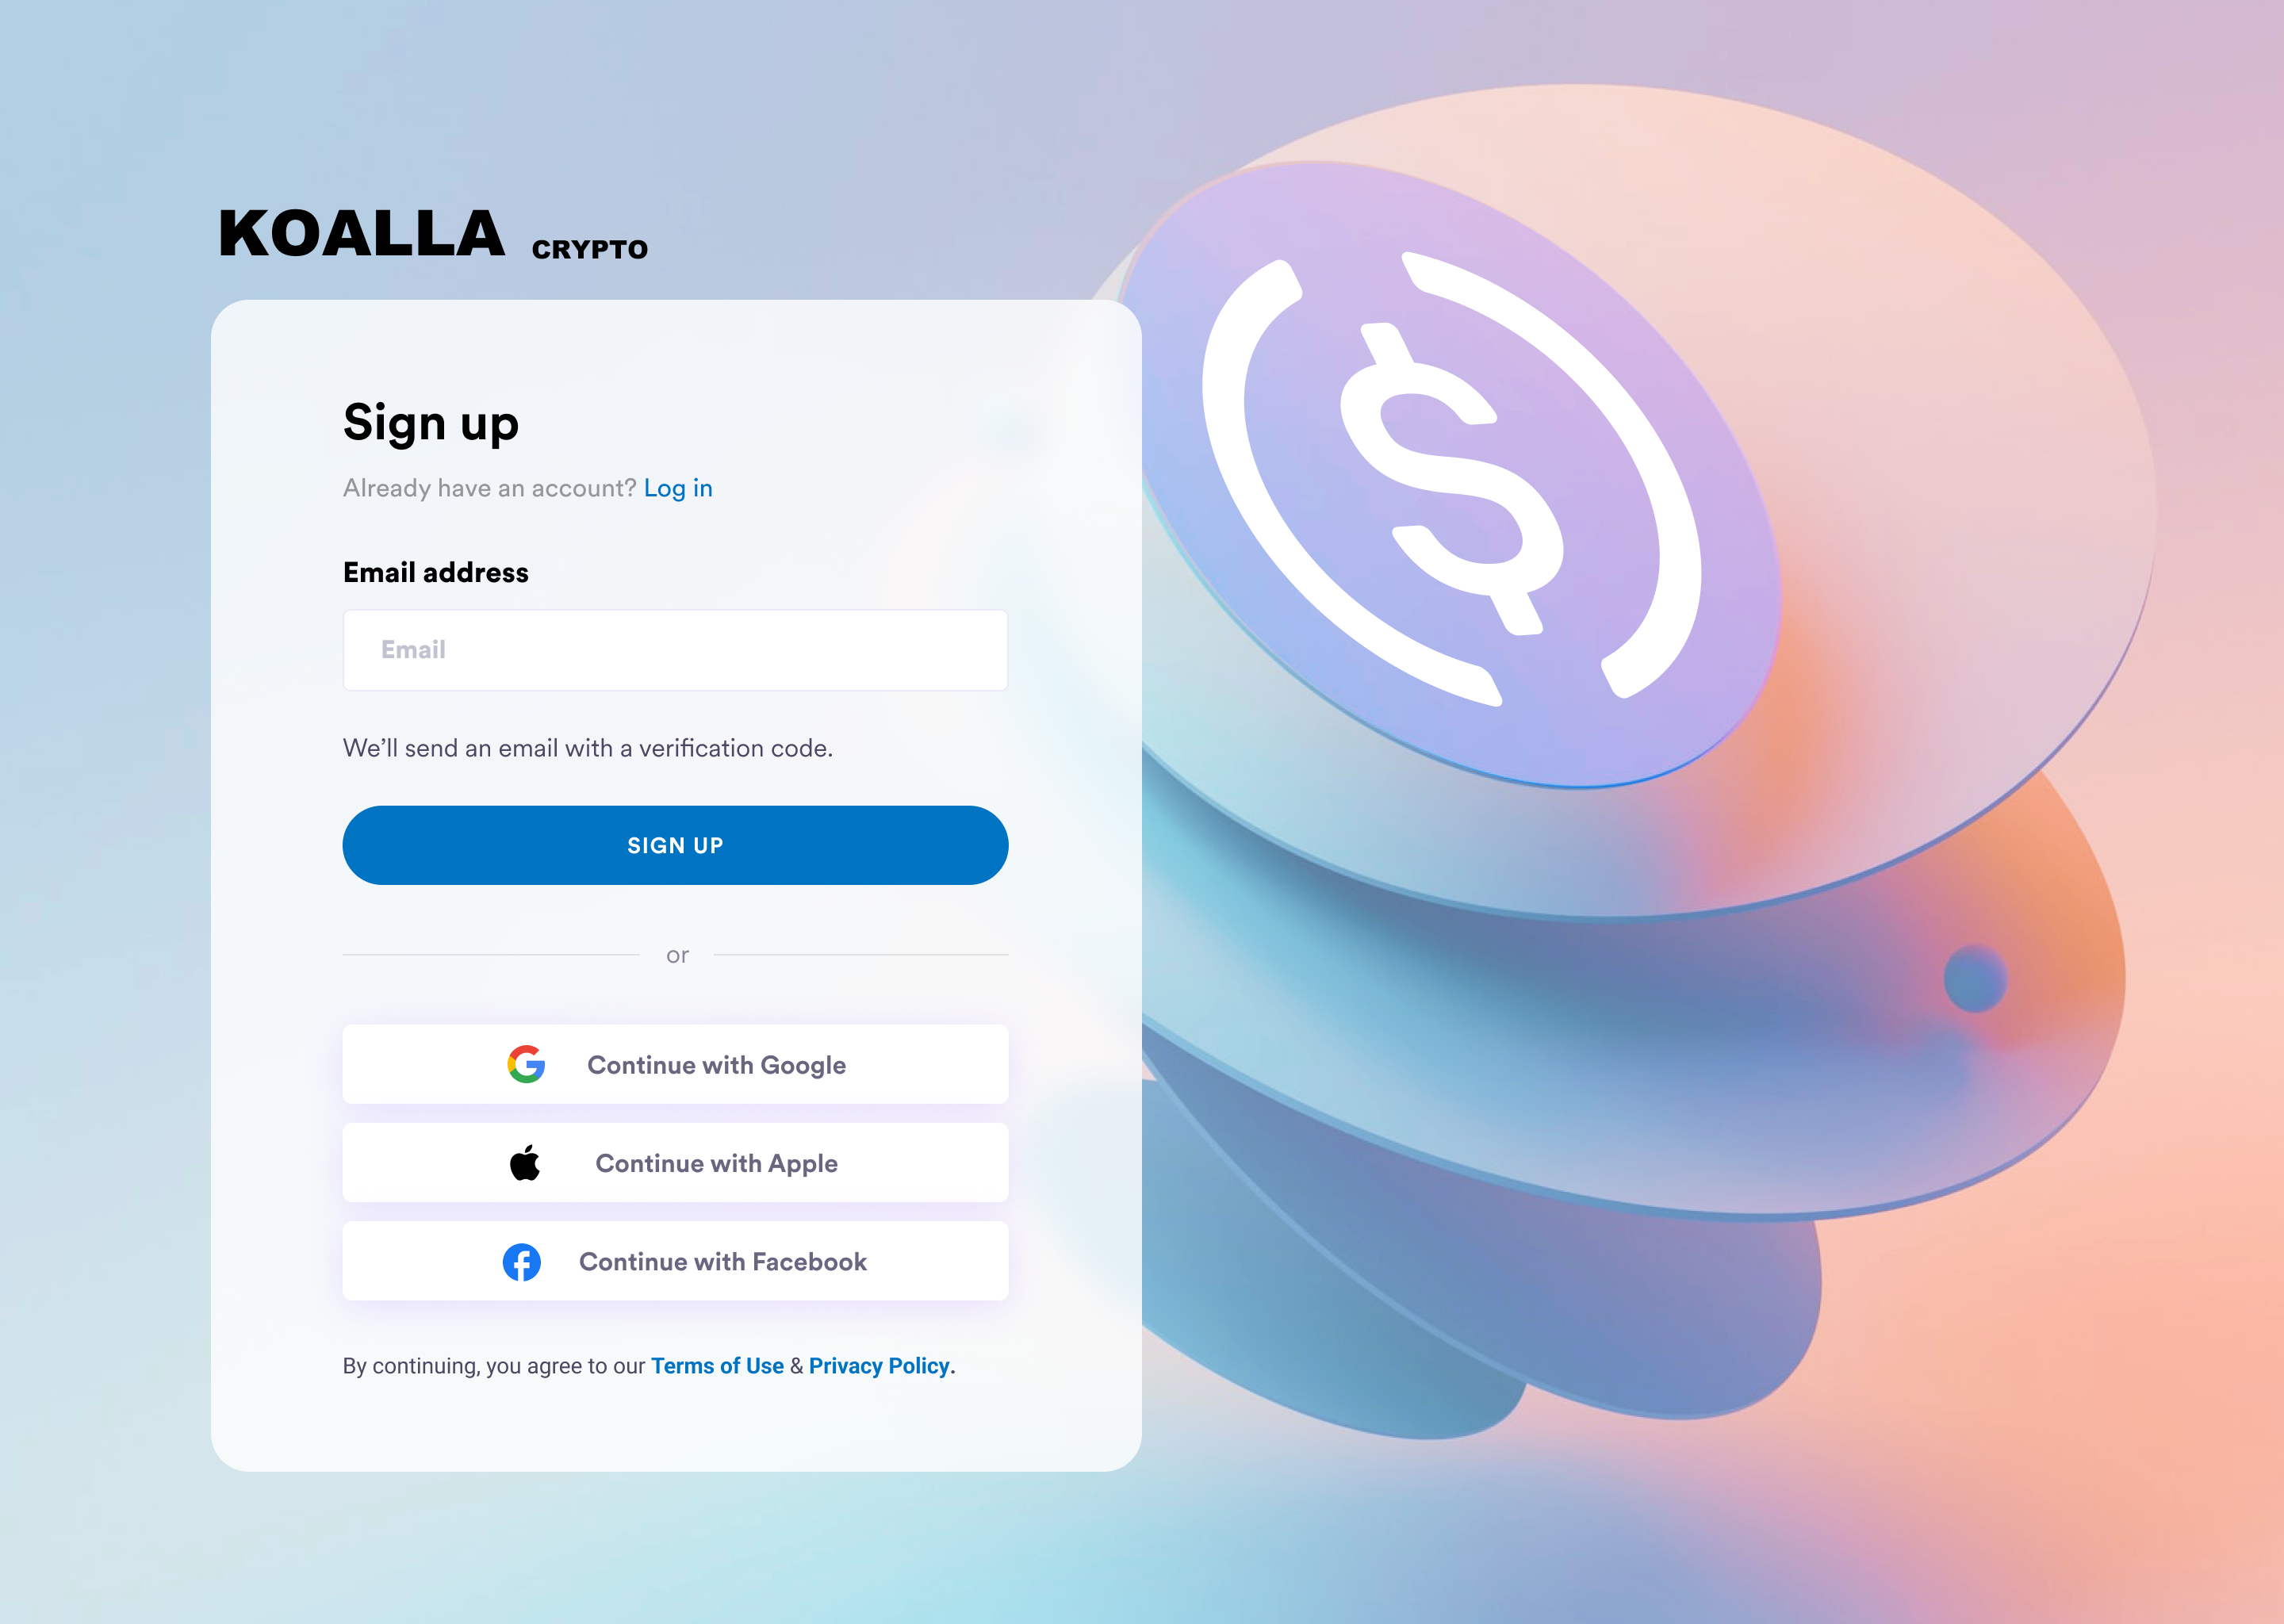 KOALLA CRYPTO
Sign up
Already have an account? Log in
Email address
Email
We’ll send an email with a verification code.
SIGN UP
or
Continue with Google
Continue with Apple
Continue with Facebook
By continuing, you agree to our Terms of Use & Privacy Policy.